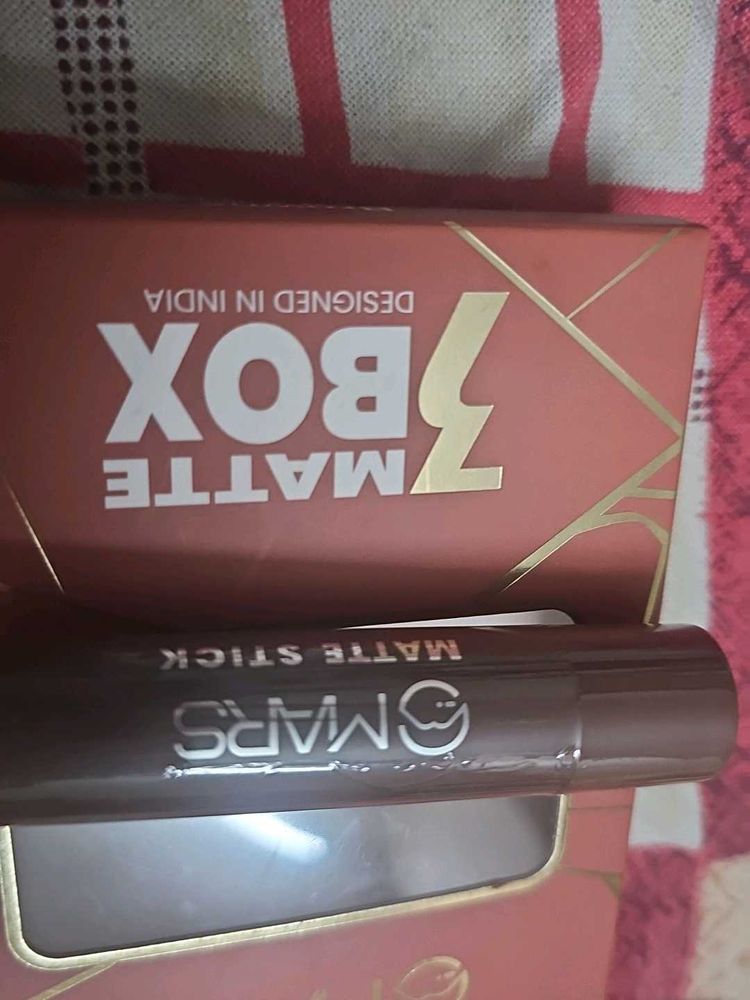 MARS
MATTE STICK
3 MATTE
BOX
DESIGNED IN INDIA